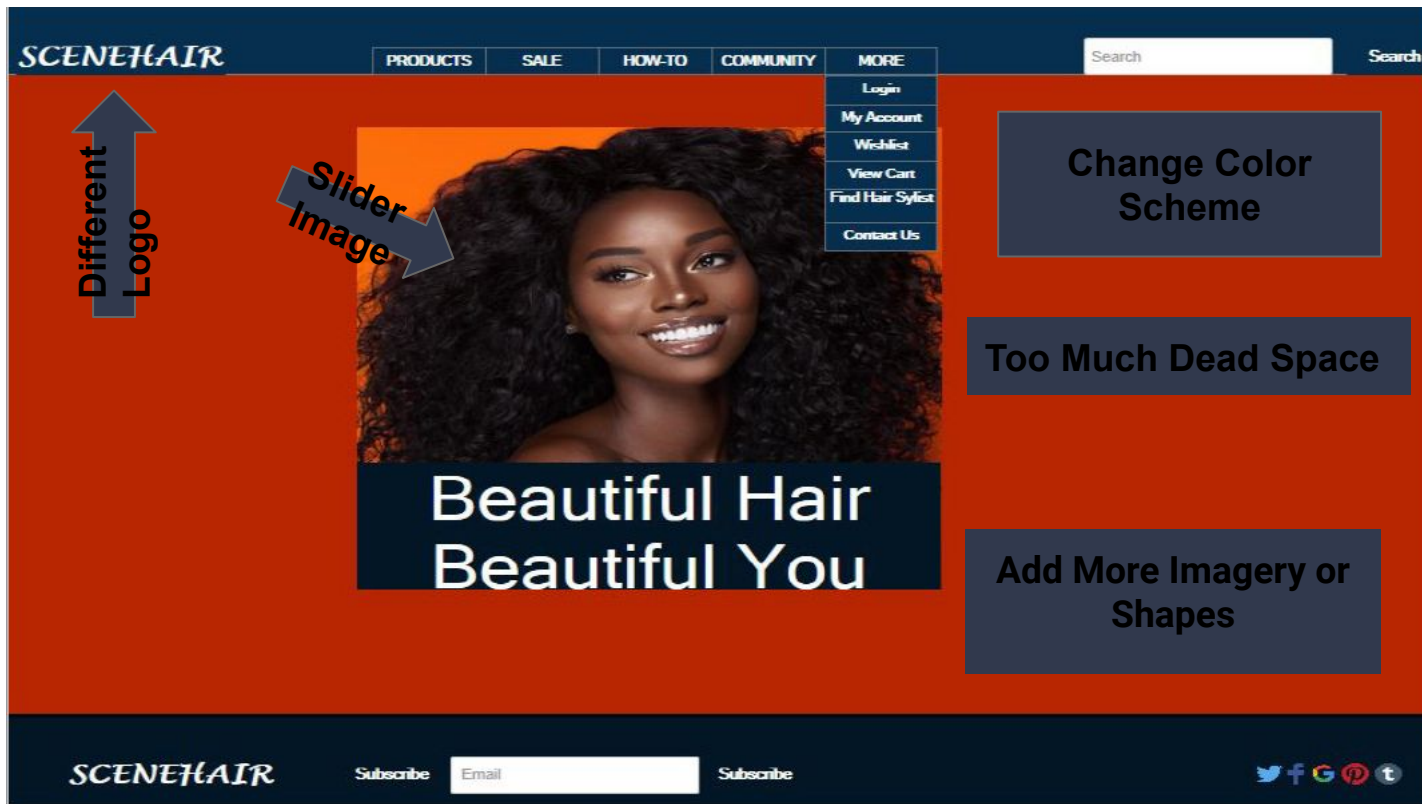 SCENEHAIR
PRODUCTS SALE HOW-TO COMMUNITY MORE
Search Search
Login
My Account
Wishlist
View Cart
Find Hair Sylist
Contact Us
Different
Logo
Slider
Image
Change Color
Scheme
Too Much Dead Space
Beautiful Hair
Beautiful You
Add More Imagery or
Shapes
SCENEHAIR
Subscribe Email Subscribe